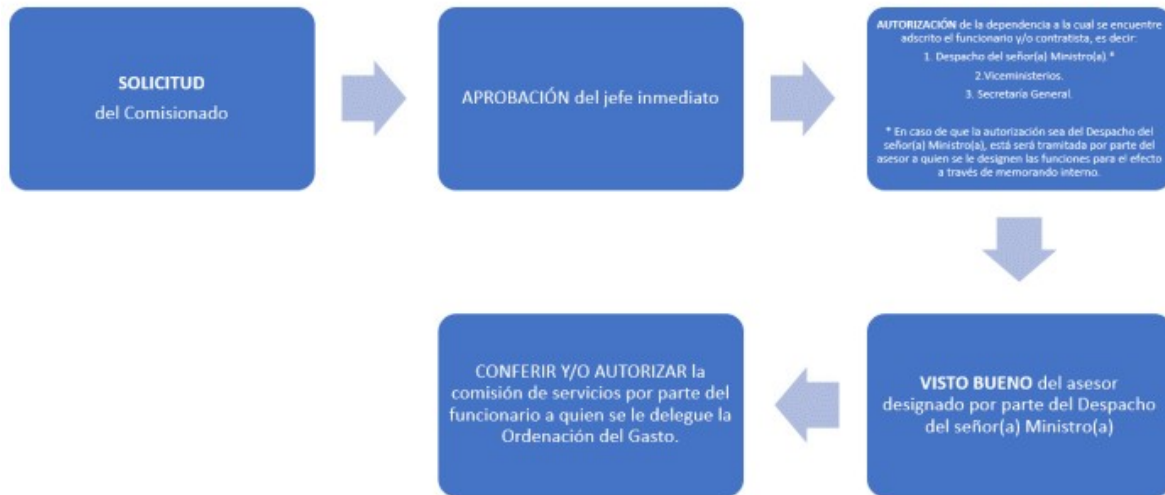 SOLICITUD
del Comisionado
APROBACIÓN del jefe inmediato
AUTORIZACIÓN de la dependencia a la cual se encuentre
adscrito el funcionario y/o contratista, es decir:
1. Despacho del señor(a) Ministro(a).*
2.Viceministerios.
3. Secretaría General.
* En caso de que la autorización sea del Despacho del
señor(a) Ministro(a), está será tramitada por parte del
asesor a quien se le designen las funciones para el efecto
a través de memorando interno.
VISTO BUENO del asesor
designado por parte del Despacho
del señor(a) Ministro(a)
CONFERIR Y/O AUTORIZAR la
comisión de servicios por parte del
funcionario a quien se le delegue la
Ordenación del Gasto.